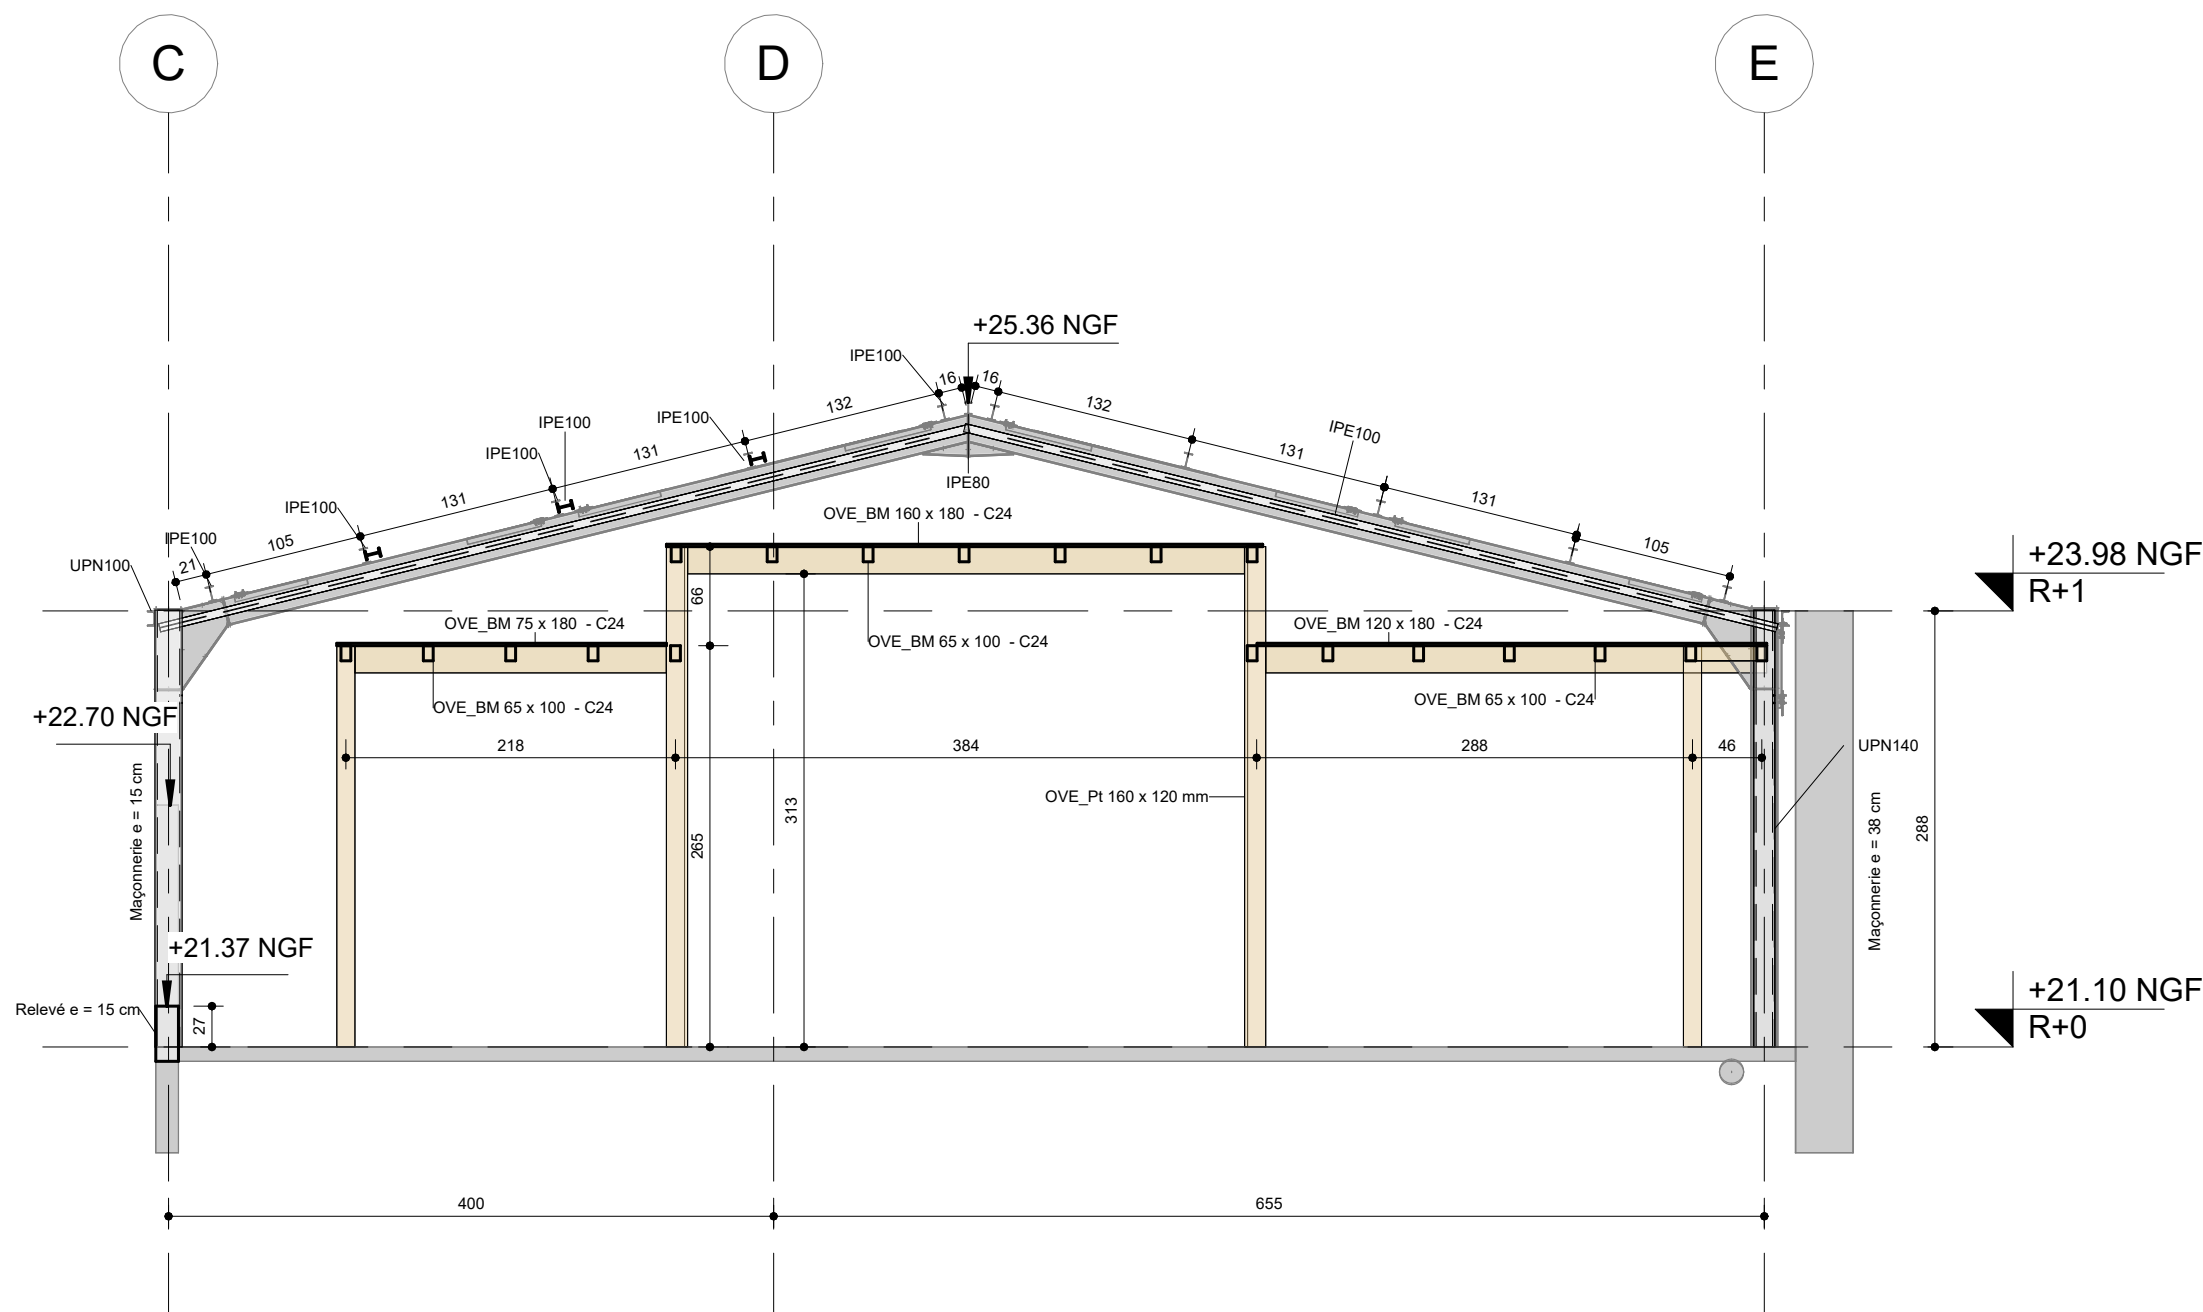 C
D
E
+25.36 NGF
IPE100
16
16
132
132
IPE100
IPE100
IPE100
131
131
IPE100
IPE100
131
131
IPE80
IPE100
105
105
IPE100
21
UPN100
OVE_BM 160 x 180 - C24
+23.98 NGF
R+1
66
OVE_BM 75 x 180 - C24
OVE_BM 120 x 180 - C24
OVE_BM 65 x 100 - C24
OVE_BM 65 x 100 - C24
OVE_BM 65 x 100 - C24
+22.70 NGF
218
384
288
46
UPN140
OVE_Pt 160 x 120 mm
Maçonnerie e = 15 cm
265
313
Maçonnerie e = 38 cm
288
+21.37 NGF
Relevé e = 15 cm
27
+21.10 NGF
R+0
400
655